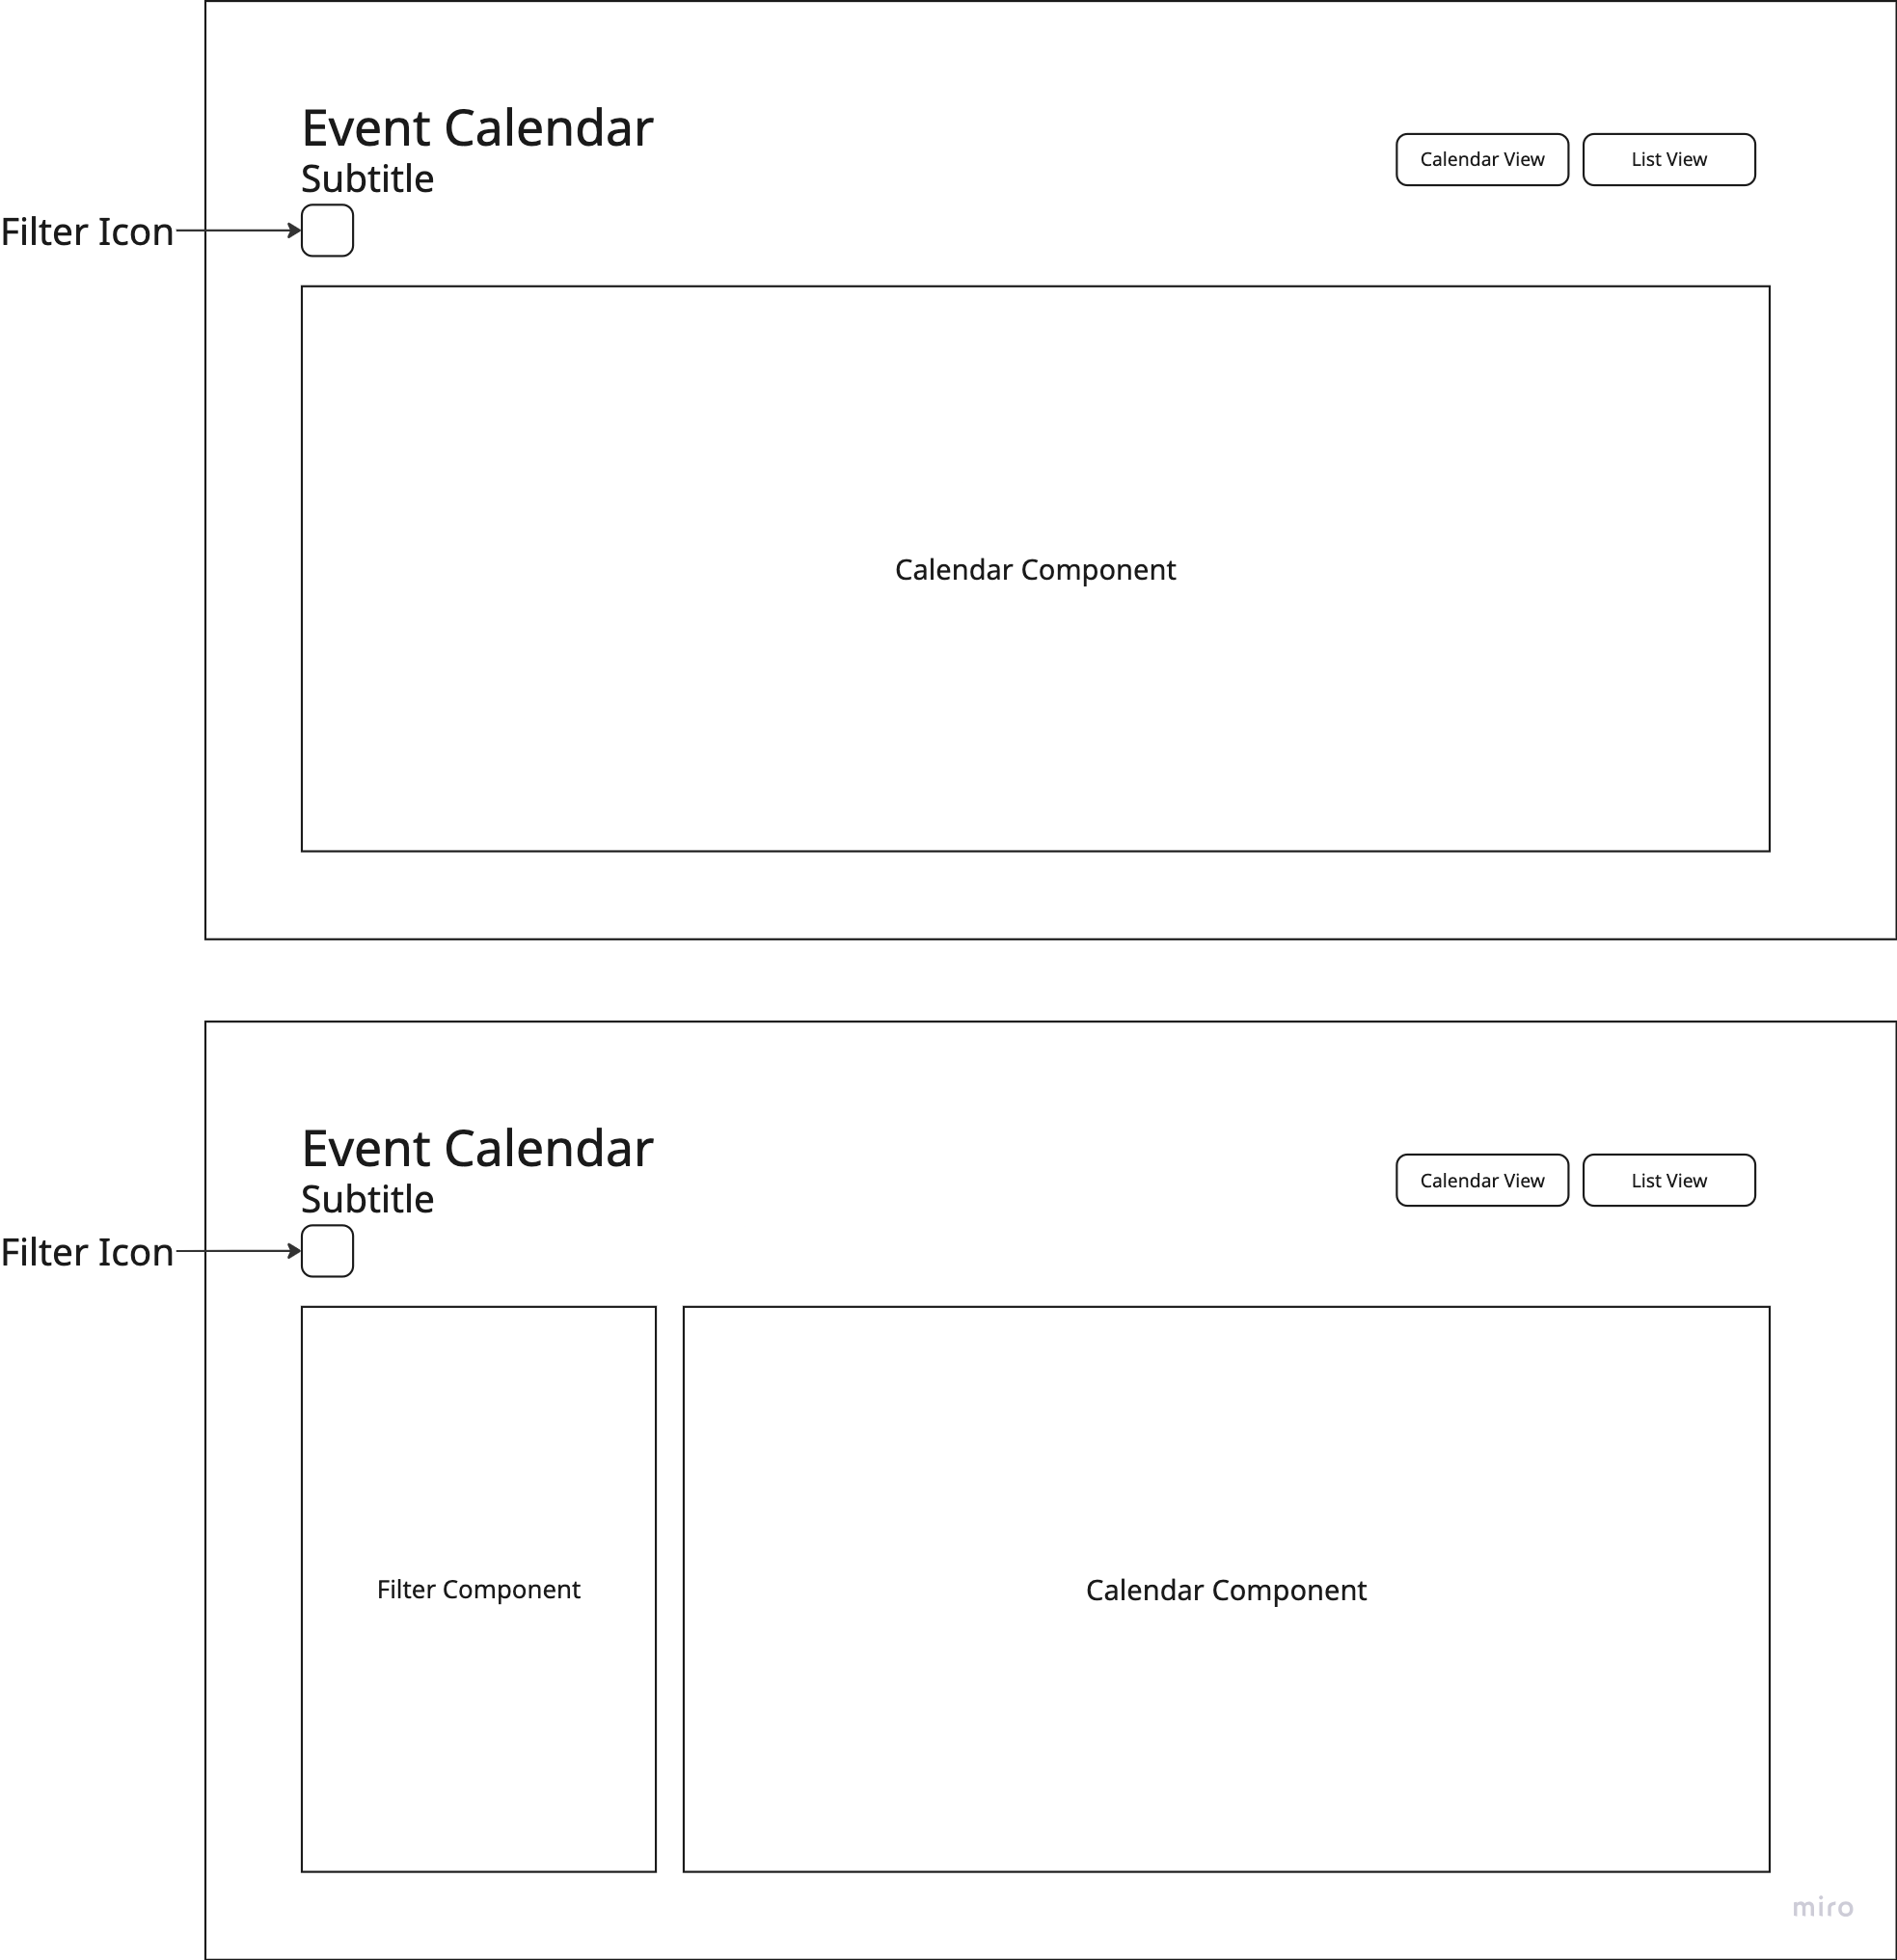 Event Calendar
Subtitle
Calendar View
List View
Filter Icon
Calendar Component
Event Calendar
Subtitle
Calendar View
List View
Filter Icon
Filter Component
Calendar Component
miro